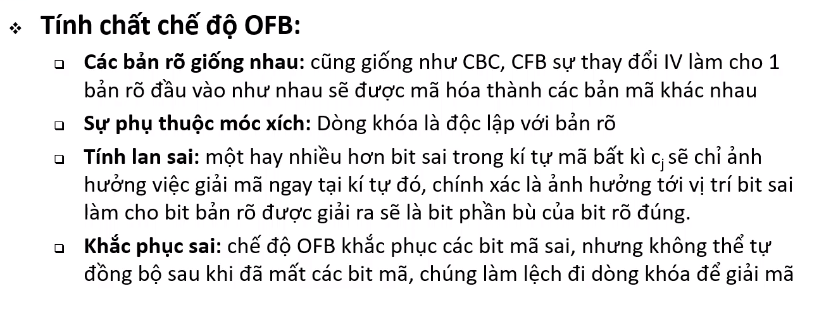 ❖ Tính chất chế độ OFB:
❑ Các bản rõ giống nhau: cũng giống như CBC, CFB sự thay đổi IV làm cho 1
bản rõ đầu vào như nhau sẽ được mã hóa thành các bản mã khác nhau
❑ Sự phụ thuộc móc xích: Dòng khóa là độc lập với bản rõ
❑ Tính lan sai: một hay nhiều hơn bit sai trong kí tự mã bất kì cⱼ sẽ chỉ ảnh
hưởng việc giải mã ngay tại kí tự đó, chính xác là ảnh hưởng tới vị trí bit sai
làm cho bit bản rõ được giải ra sẽ là bit phần bù của bit rõ đúng.
❑ Khắc phục sai: chế độ OFB khắc phục các bit mã sai, nhưng không thể tự
đồng bộ sau khi đã mất các bit mã, chúng làm lệch đi dòng khóa để giải mã